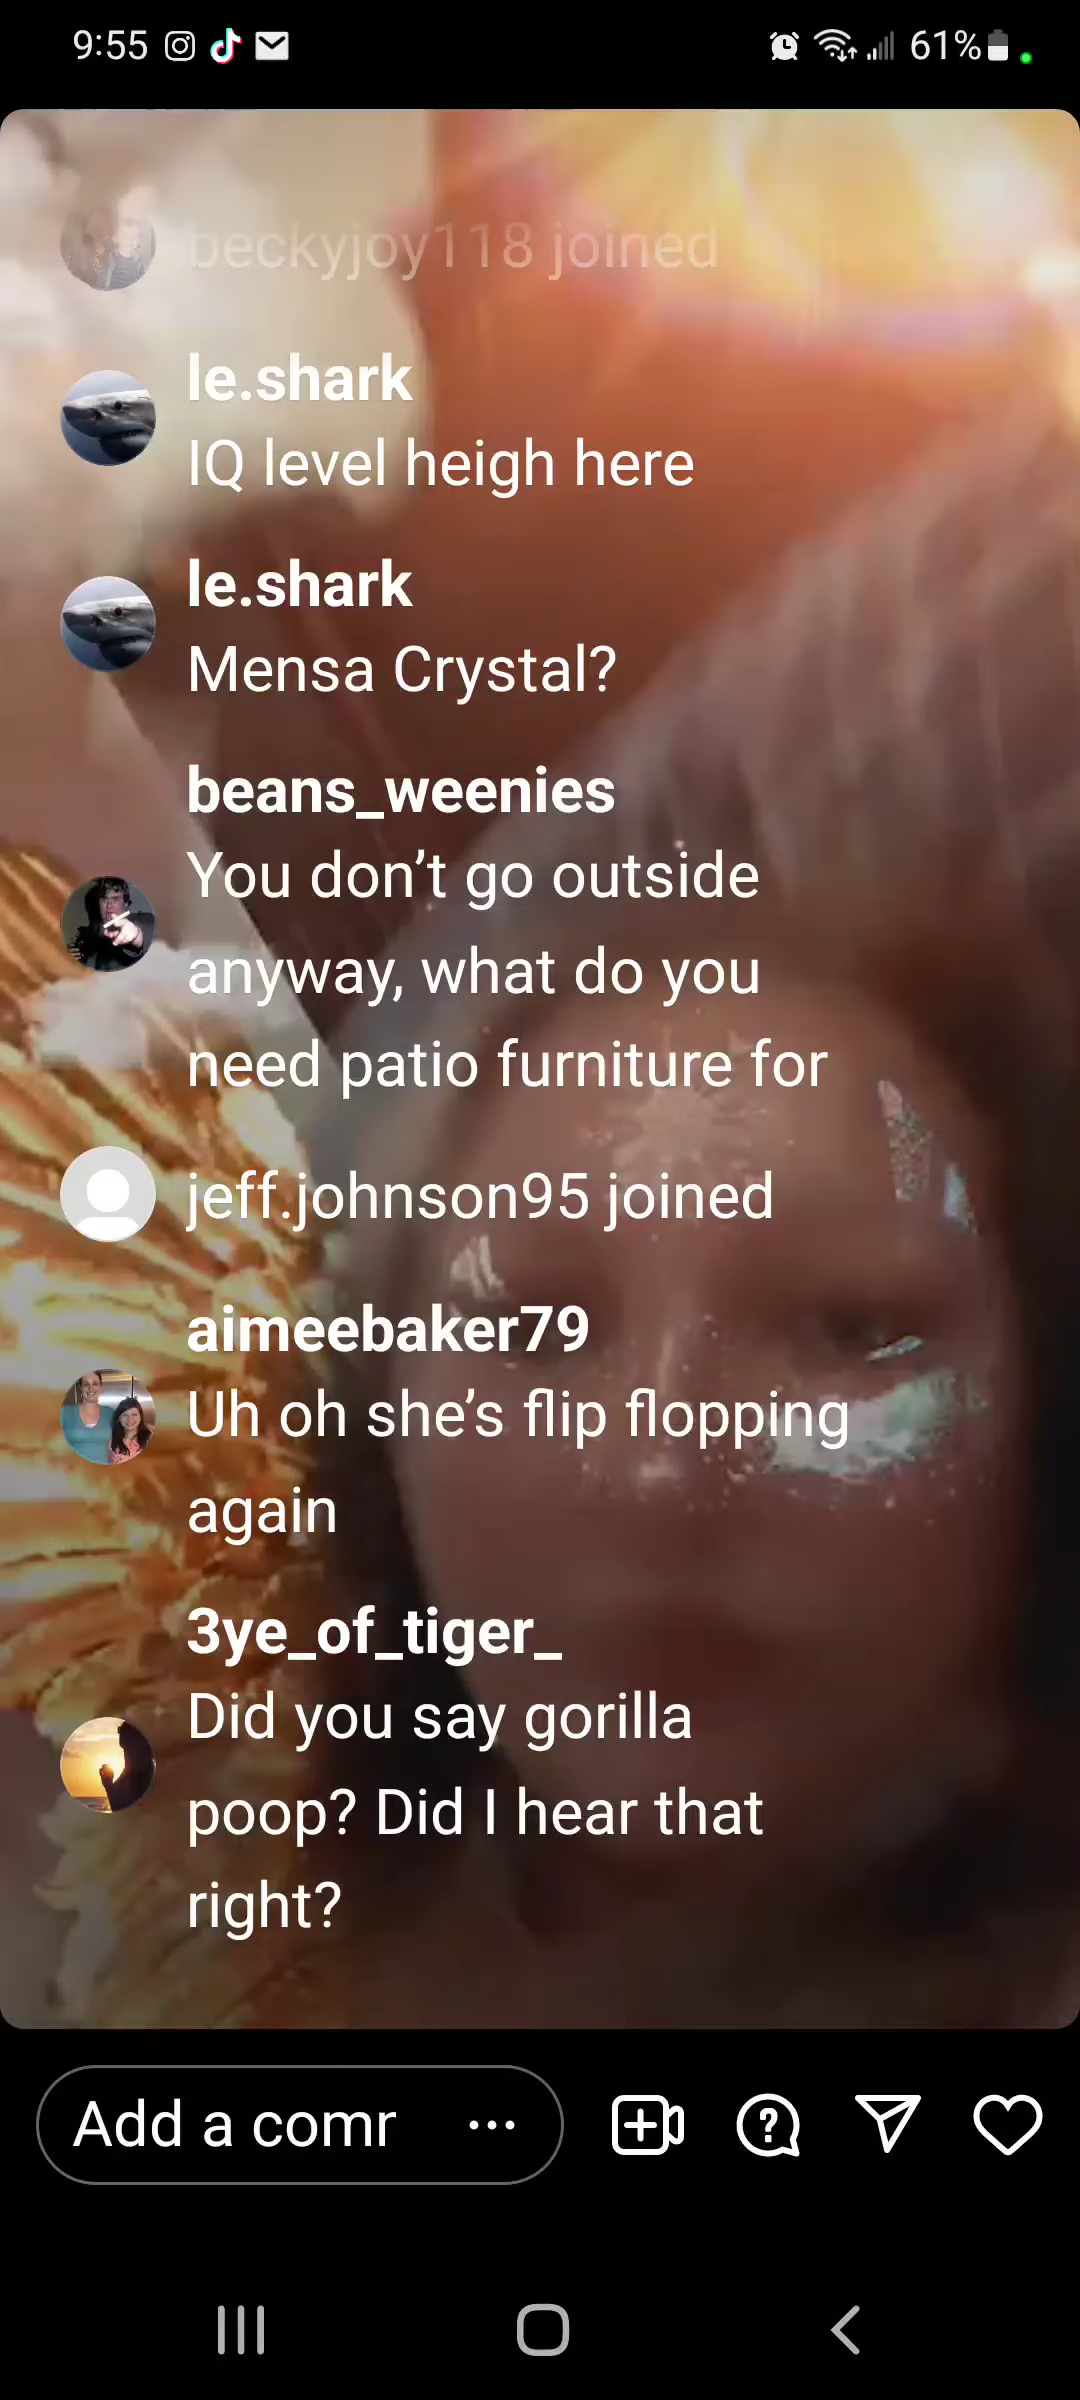 9:55
61%
beckyjoy118 joined
le.shark
IQ level heigh here
le.shark
Mensa Crystal?
beans_weenies
You don’t go outside
anyway, what do you
need patio furniture for
jeff.johnson95 joined
aimeebaker79
Uh oh she’s flip flopping
again
3ye_of_tiger_
Did you say gorilla
poop? Did I hear that
right?
Add a comr